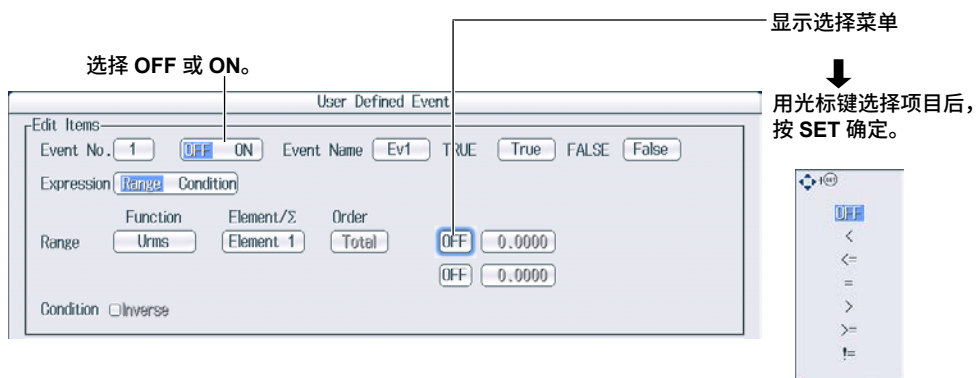 显示选择菜单
选择 OFF 或 ON。
用光标键选择项目后，
按 SET 确定。
User Defined Event
Edit Items
Event No. 1 OFF ON Event Name Ev1 TRUE True FALSE False
Expression Range Condition
Function Element/Σ Order
Range Urms Element 1 Total OFF 0.0000
OFF 0.0000
Condition Inverse
SET
OFF
<
<=
=
>
>=
!=